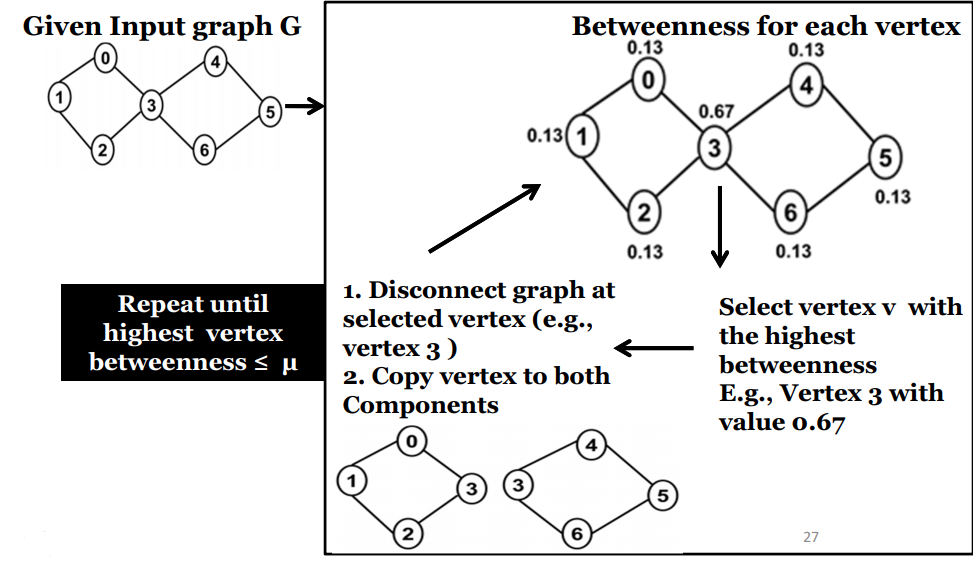 Given Input graph G
0
4
1
3
5
2
6
Betweenness for each vertex
0.13
0.13
0
4
0.67
0.13
1
3
5
0.13
2
6
0.13
0.13
Repeat until
highest vertex
betweenness ≤ μ
1. Disconnect graph at
selected vertex (e.g.,
vertex 3 )
2. Copy vertex to both
Components
Select vertex v with
the highest
betweenness
E.g., Vertex 3 with
value 0.67
0
1
3
2
4
3
5
6
27